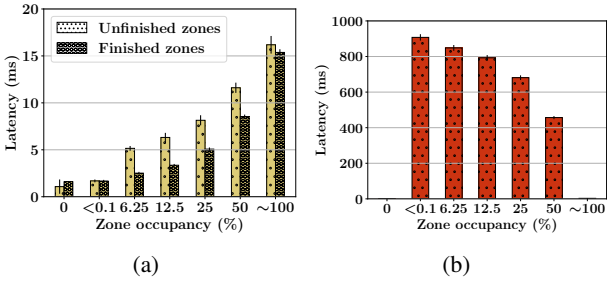 20
15
10
5
0
Latency (ms)
Unfinished zones
Finished zones
0 <0.1 6.25 12.5 25 50 ~100
Zone occupancy (%)
(a)
1000
800
600
400
200
0
Latency (ms)
0 <0.1 6.25 12.5 25 50 ~100
Zone occupancy (%)
(b)